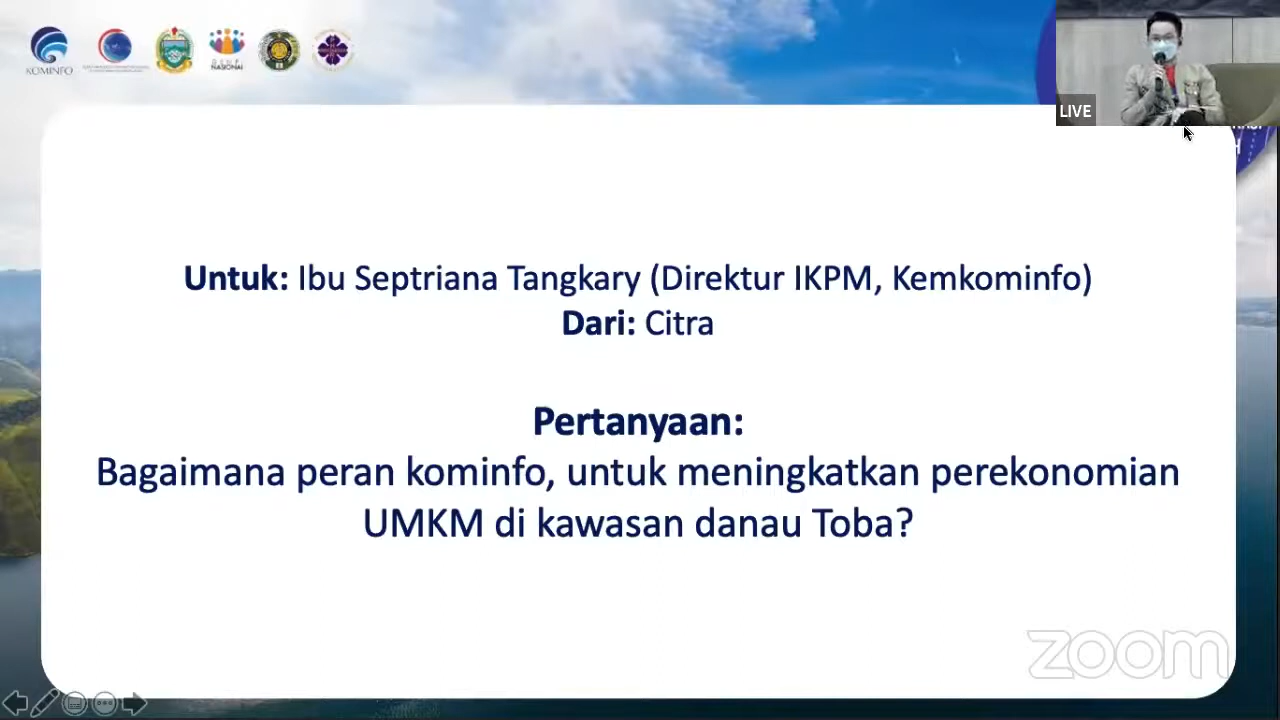 KOMINFO
NASIONAL
LIVE
Untuk: Ibu Septriana Tangkary (Direktur IKPM, Kemkominfo)
Dari: Citra
Pertanyaan:
Bagaimana peran kominfo, untuk meningkatkan perekonomian
UMKM di kawasan danau Toba?
zoom